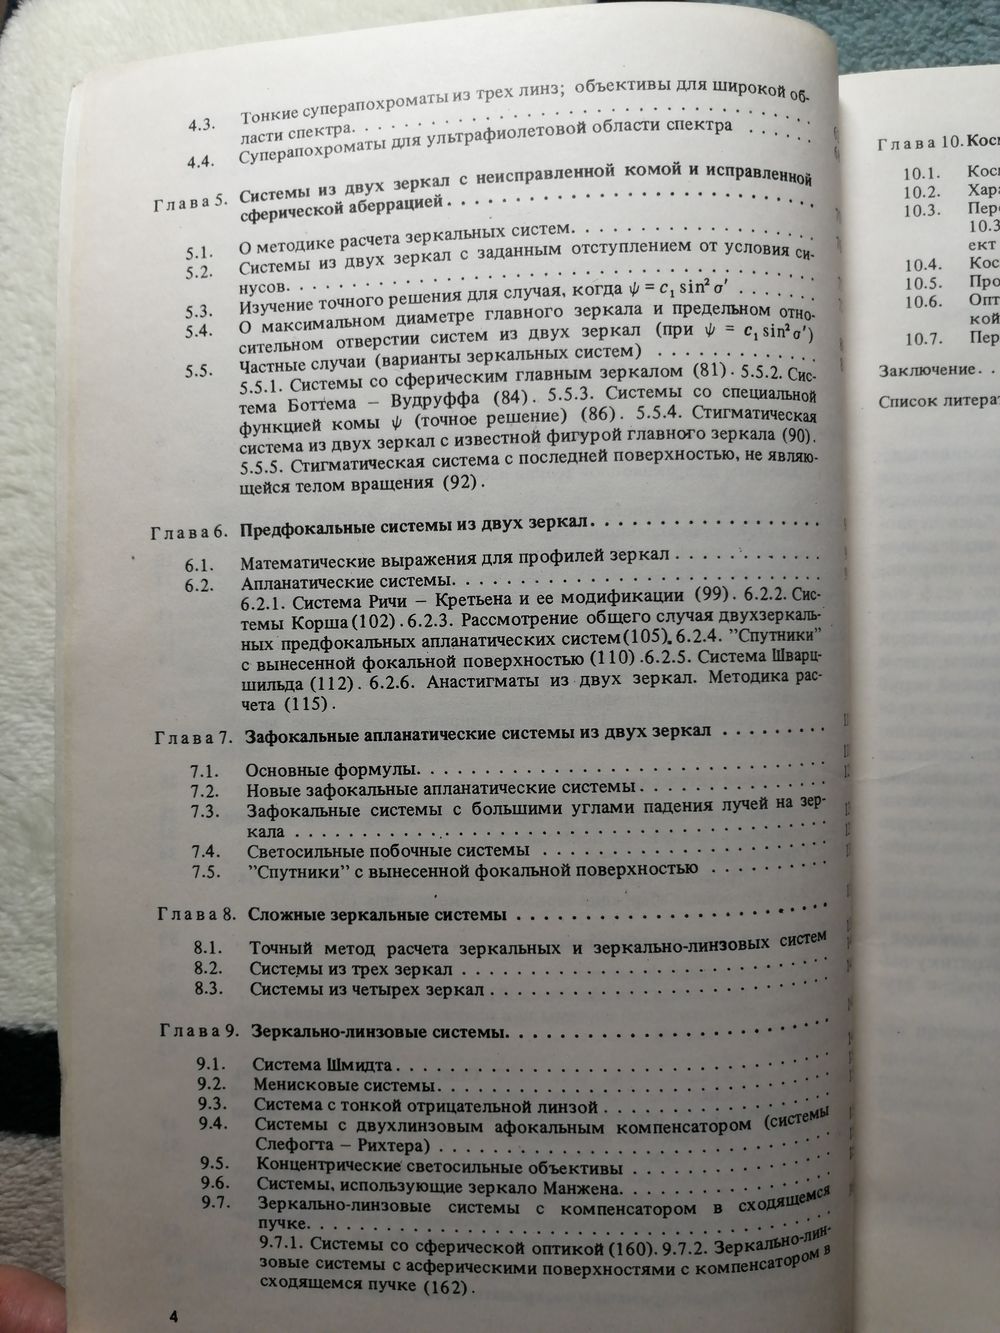 4.3. Тонкие суперапохроматы из трех линз; объективы для широкой об-
ласти спектра. . . . . . . . . . . . . . . . . . . . . . .
4.4. Суперапохроматы для ультрафиолетовой области спектра . . . . .
Глава 5. Системы из двух зеркал с неисправленной комой и исправленной
сферической аберрацией . . . . . . . . . . . . . . . . . .
5.1. О методике расчета зеркальных систем. . . . . . . . . . . .
5.2. Системы из двух зеркал с заданным отступлением от условия си-
нусов. . . . . . . . . . . . . . . . . . . . . . . . . . .
5.3. Изучение точного решения для случая, когда ψ = c₁ sin² σ′ . . . . . .
5.4. О максимальном диаметре главного зеркала и предельном отно-
сительном отверстии систем из двух зеркал (при ψ = c₁ sin² σ′)
5.5. Частные случаи (варианты зеркальных систем) . . . . . . . . .
5.5.1. Системы со сферическим главным зеркалом (81). 5.5.2. Сис-
тема Боттема – Вудруффа (84). 5.5.3. Системы со специальной
функцией комы ψ (точное решение) (86). 5.5.4. Стигматическая
система из двух зеркал с известной фигурой главного зеркала (90).
5.5.5. Стигматическая система с последней поверхностью, не являю-
щейся телом вращения (92).
Глава 6. Предфокальные системы из двух зеркал. . . . . . . . . . . . . .
6.1. Математические выражения для профилей зеркал . . . . . . . .
6.2. Апланатические системы. . . . . . . . . . . . . . . . . . .
6.2.1. Система Ричи – Кретьена и ее модификации (99). 6.2.2. Сис-
темы Корша (102). 6.2.3. Рассмотрение общего случая двухзеркаль-
ных предфокальных апланатических систем (105). 6.2.4. ”Спутники”
с вынесенной фокальной поверхностью (110). 6.2.5. Система Шварц-
шильда (112). 6.2.6. Анастигматы из двух зеркал. Методика рас-
чета (115).
Глава 7. Зафокальные апланатические системы из двух зеркал . . . . . . . .
7.1. Основные формулы. . . . . . . . . . . . . . . . . . . . .
7.2. Новые зафокальные апланатические системы . . . . . . . . . .
7.3. Зафокальные системы с большими углами падения лучей на зер-
кала . . . . . . . . . . . . . . . . . . . . . . . . . . .
7.4. Светосильные побочные системы . . . . . . . . . . . . . . .
7.5. ”Спутники” с вынесенной фокальной поверхностью . . . . . . .
Глава 8. Сложные зеркальные системы . . . . . . . . . . . . . . . . . .
8.1. Точный метод расчета зеркальных и зеркально-линзовых систем
8.2. Системы из трех зеркал . . . . . . . . . . . . . . . . . . .
8.3. Системы из четырех зеркал . . . . . . . . . . . . . . . . .
Глава 9. Зеркально-линзовые системы. . . . . . . . . . . . . . . . . . .
9.1. Система Шмидта. . . . . . . . . . . . . . . . . . . . . .
9.2. Менисковые системы. . . . . . . . . . . . . . . . . . . .
9.3. Система с тонкой отрицательной линзой . . . . . . . . . . . .
9.4. Системы с двухлинзовым афокальным компенсатором (системы
Слефогта – Рихтера) . . . . . . . . . . . . . . . . . . . .
9.5. Концентрические светосильные объективы . . . . . . . . . . .
9.6. Системы, использующие зеркало Манжена. . . . . . . . . . . .
9.7. Зеркально-линзовые системы с компенсатором в сходящемся
пучке. . . . . . . . . . . . . . . . . . . . . . . . . . .
9.7.1. Системы со сферической оптикой (160). 9.7.2. Зеркально-лин-
зовые системы с асферическими поверхностями с компенсатором в
сходящемся пучке (162).
4
Глава 10.
10.1.
10.2.
10.3.
10.3
ект
10.4.
10.5.
10.6.
кой
10.7.
Заключение. .
Список